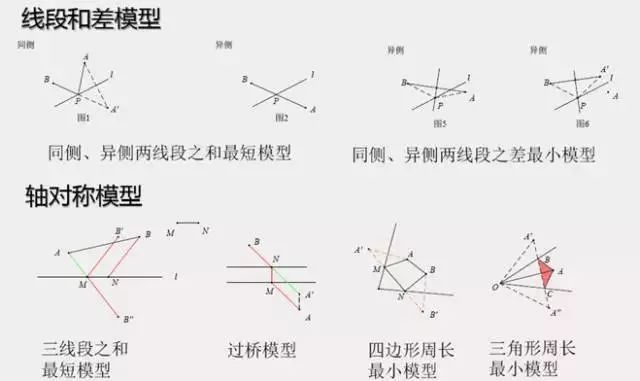 线段和差模型
同侧
异侧
异侧
异侧
A
B
P
A'
l
图1
B
P
A
l
图2
B
P
A
l
图5
B
P
A'
A
l
图6
同侧、异侧两线段之和最短模型
同侧、异侧两线段之差最小模型
轴对称模型
A
B'
B
M
N
M
N
l
B"
三线段之和
最短模型
B
N
M
A'
A
过桥模型
A'
A
M
B
N
B'
四边形周长
最小模型
A'
B
A
O
C
A"
三角形周长
最小模型